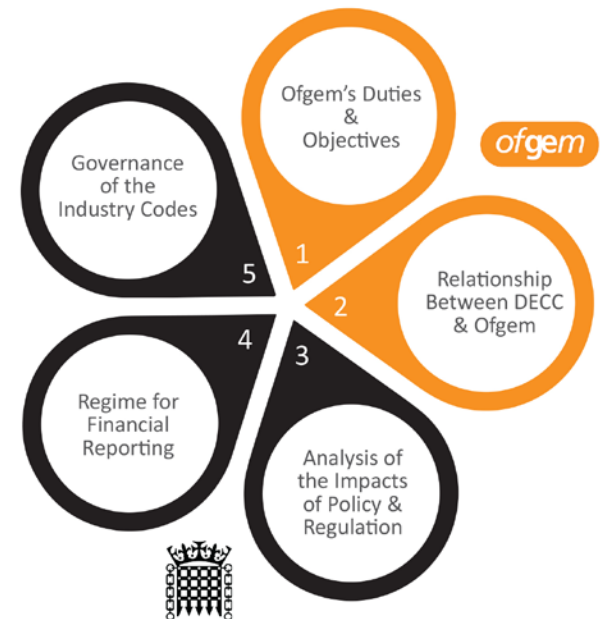 Ofgem's Duties
&
Objectives
1
ofgem
Relationship
Between DECC
& Ofgem
2
3
Analysis of
the Impacts
of Policy &
Regulation
4
Regime for
Financial
Reporting
5
Governance
of the
Industry Codes